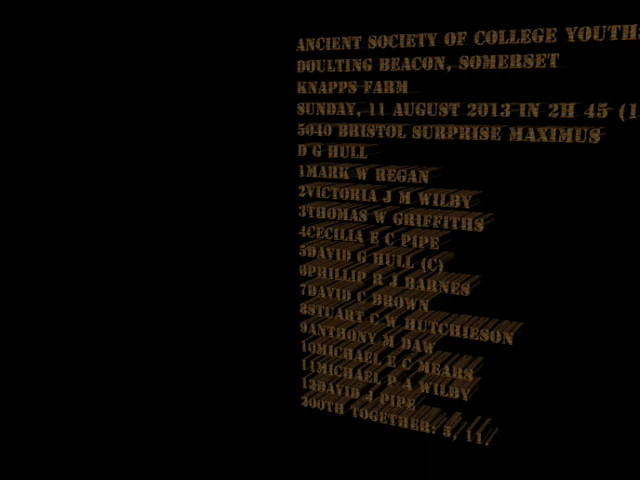 ANCIENT SOCIETY OF COLLEGE YOUTHS
DOULTING BEACON, SOMERSET
KNAPPS FARM
SUNDAY, 11 AUGUST 2013 IN 2H 45 (1
5040 BRISTOL SURPRISE MAXIMUS
D G HULL
1MARK W REGAN
2VICTORIA J M WILBY
3THOMAS W GRIFFITHS
4CECILIA E C PIPE
5DAVID G HULL (C)
6PHILLIP R J BARNES
7DAVID C BROWN
8STUART C W HUTCHIESON
9ANTHONY M DAW
10MICHAEL E C MEARS
11MICHAEL P A WILBY
12DAVID J PIPE
200TH TOGETHER: 5, 11.